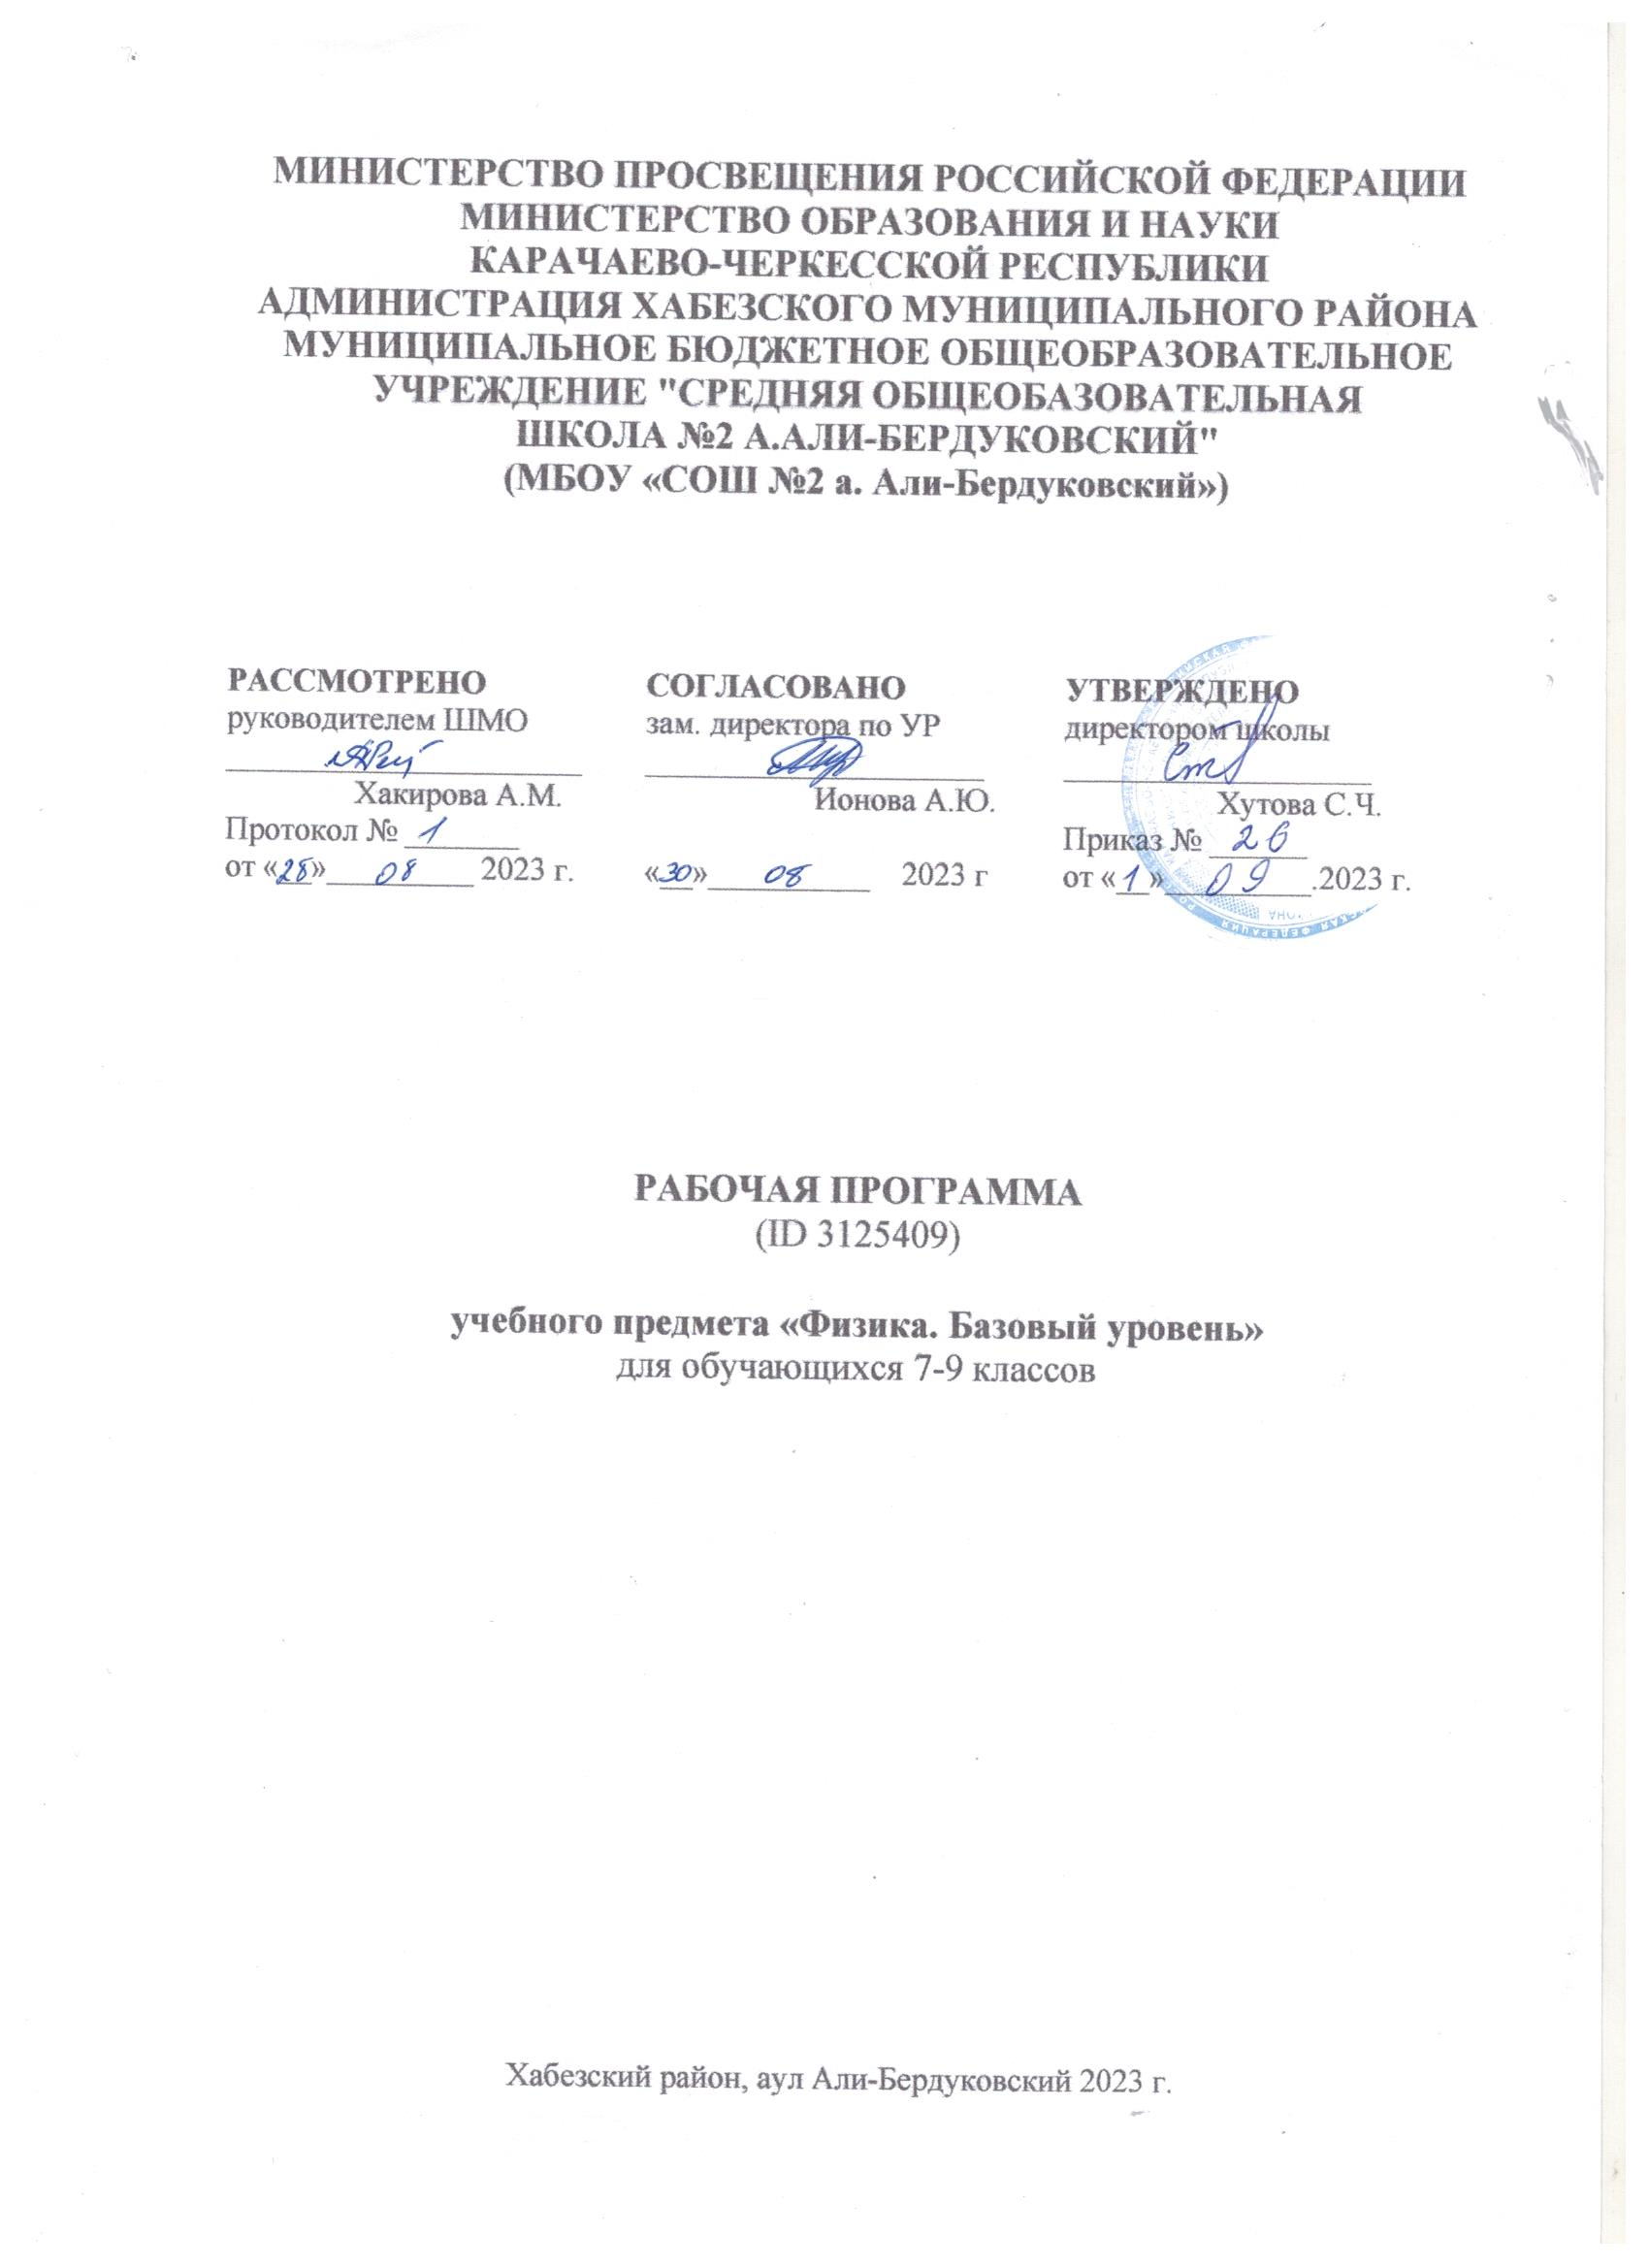 МИНИСТЕРСТВО ПРОСВЕЩЕНИЯ РОССИЙСКОЙ ФЕДЕРАЦИИ
МИНИСТЕРСТВО ОБРАЗОВАНИЯ И НАУКИ
КАРАЧАЕВО-ЧЕРКЕССКОЙ РЕСПУБЛИКИ
АДМИНИСТРАЦИЯ ХАБЕЗСКОГО МУНИЦИПАЛЬНОГО РАЙОНА
МУНИЦИПАЛЬНОЕ БЮДЖЕТНОЕ ОБЩЕОБРАЗОВАТЕЛЬНОЕ
УЧРЕЖДЕНИЕ "СРЕДНЯЯ ОБЩЕОБАЗОВАТЕЛЬНАЯ
ШКОЛА №2 А.АЛИ-БЕРДУКОВСКИЙ"
(МБОУ «СОШ №2 а. Али-Бердуковский»)
РАССМОТРЕНО
руководителем ШМО
Хакирова А.М.
Протокол № 1
от «28» 08 2023 г.
СОГЛАСОВАНО
зам. директора по УР
Ионова А.Ю.
«30» 08 2023 г
УТВЕРЖДЕНО
директором школы
Хутова С.Ч.
Приказ № 26
от «1» 09 .2023 г.
РАБОЧАЯ ПРОГРАММА
(ID 3125409)
учебного предмета «Физика. Базовый уровень»
для обучающихся 7-9 классов
Хабезский район, аул Али-Бердуковский 2023 г.